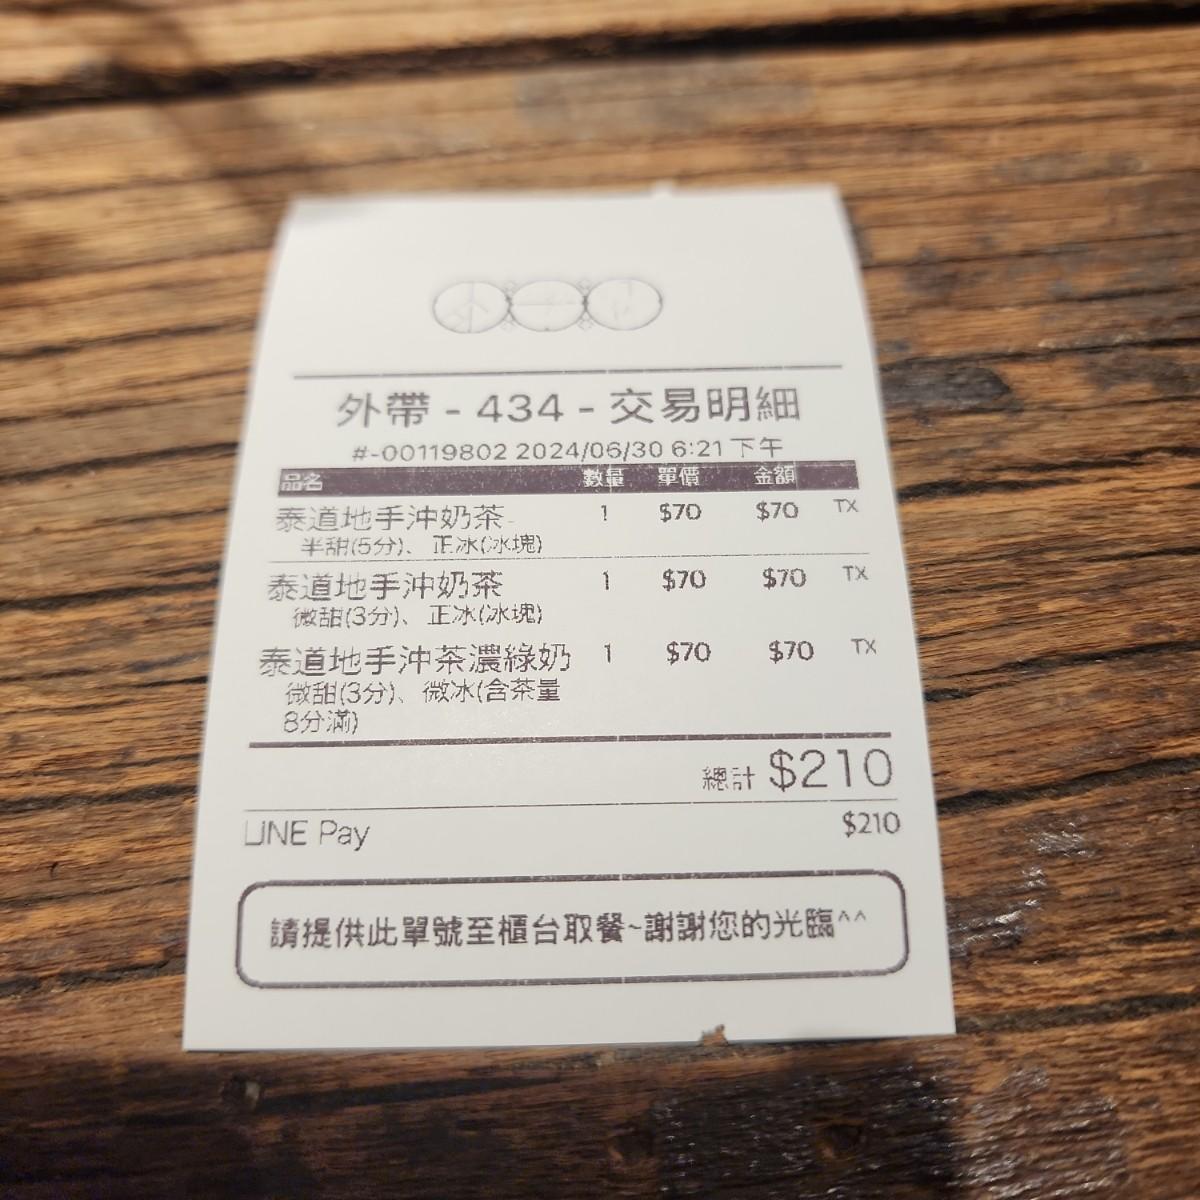 外帶 - 434 - 交易明細
#-00119802 2024/06/30 6:21 下午
品名 數量 單價 金額
泰道地手沖奶茶 1 $70 $70 TX
半甜(5分)、 正冰(冰塊)
泰道地手沖奶茶 1 $70 $70 TX
微甜(3分)、 正冰(冰塊)
泰道地手沖茶濃綠奶 1 $70 $70 TX
微甜(3分)、 微冰(含茶量
8分滿)
總計 $210
LINE Pay $210
請提供此單號至櫃台取餐~謝謝您的光臨^^